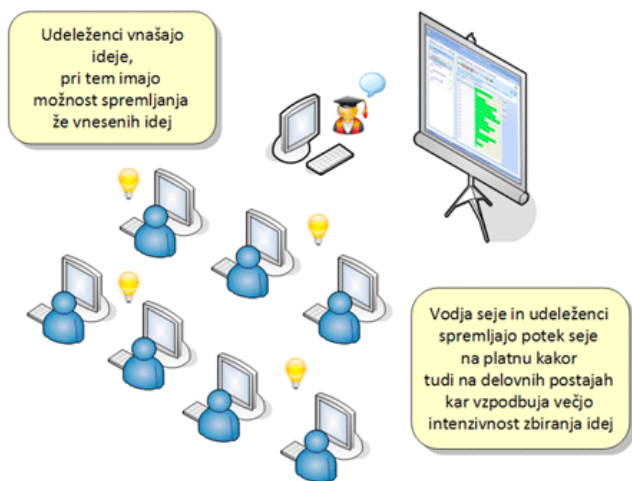 Udeleženci vnašajo
ideje,
pri tem imajo
možnost spremljanja
že vnesenih idej
Vodja seje in udeleženci
spremljajo potek seje
na platnu kakor
tudi na delovnih postajah
kar vzpodbuja večjo
intenzivnost zbiranja idej